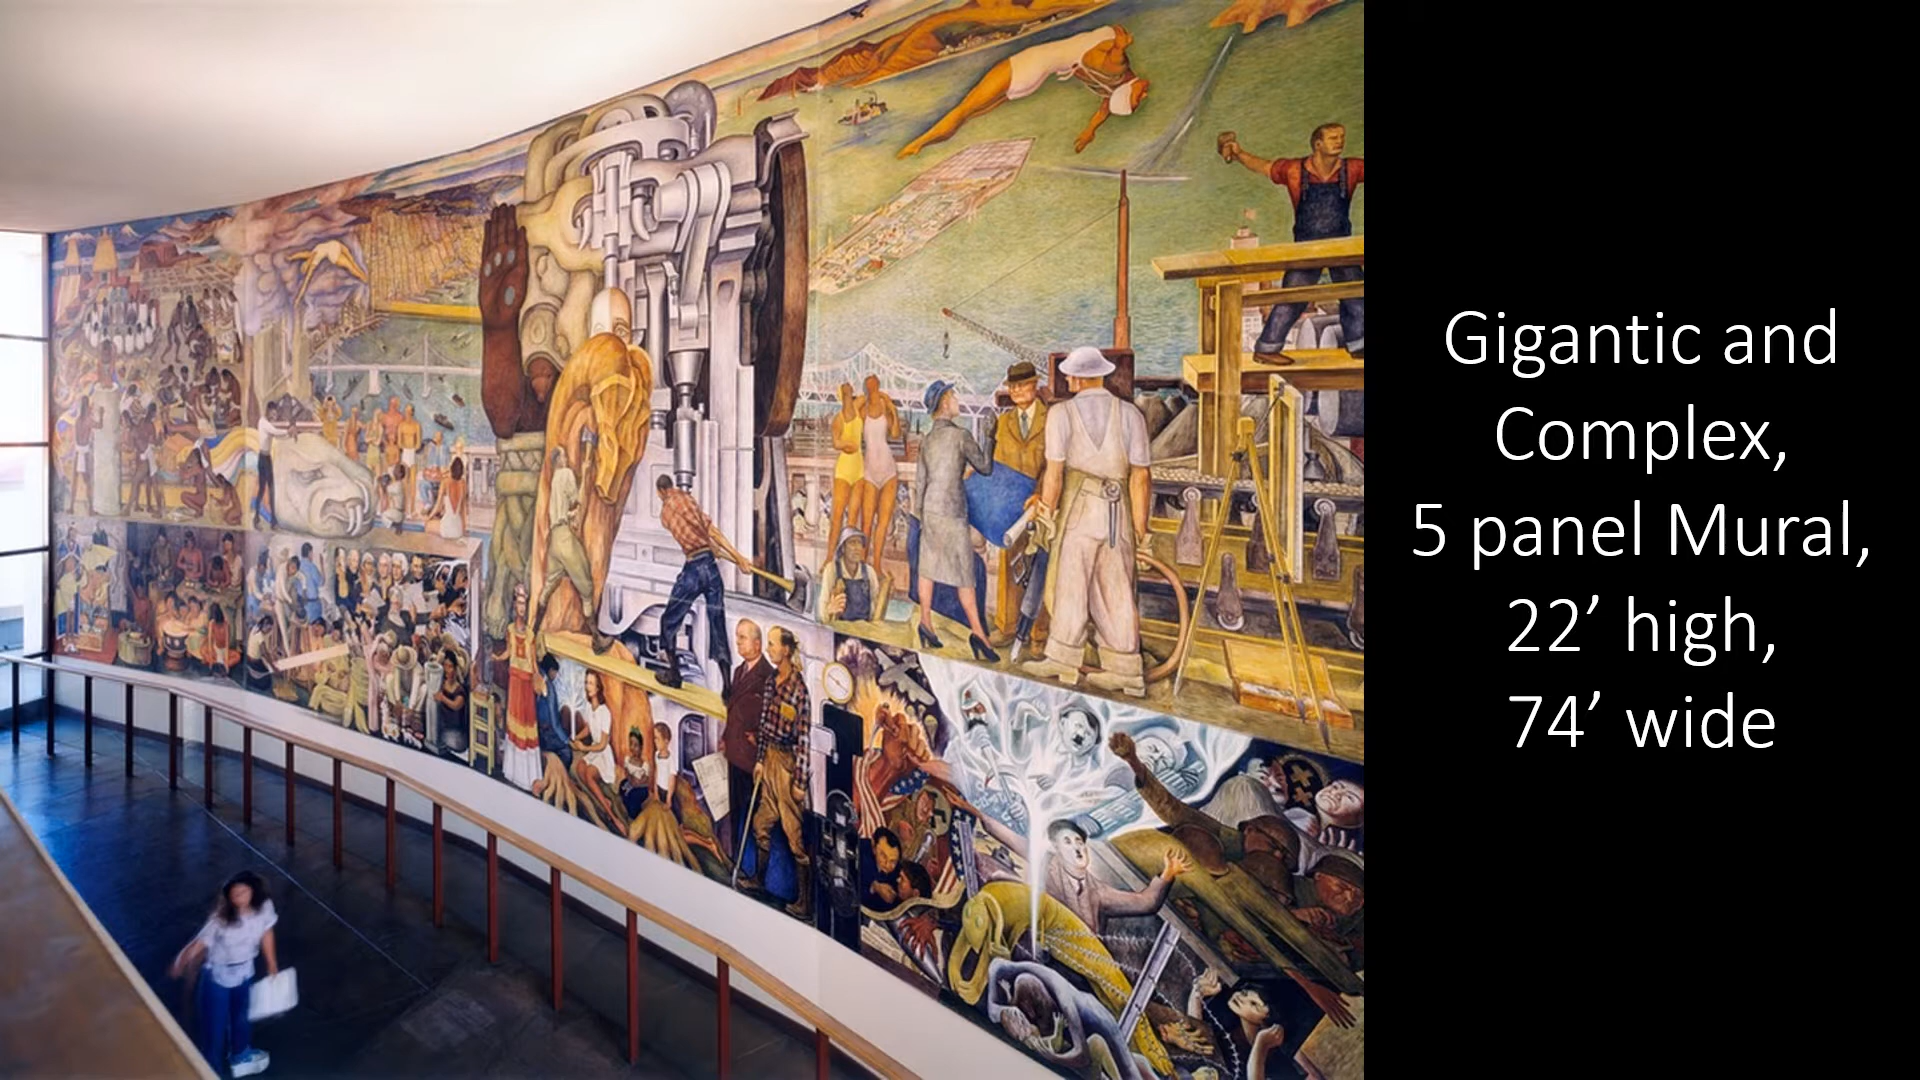 Gigantic and
Complex,
5 panel Mural,
22’ high,
74’ wide